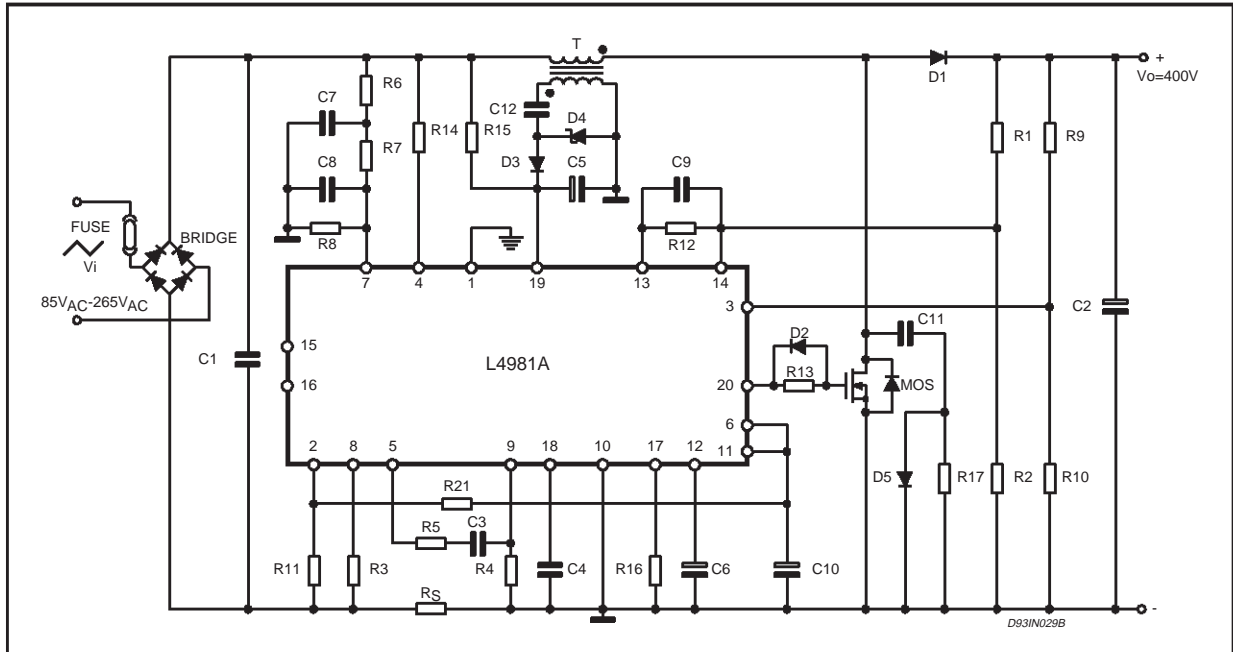 T
+
D1
Vo=400V
R6
C7
C12
D4
R14
R15
R1
R9
R7
C8
D3
C5
C9
FUSE
BRIDGE
R8
R12
Vi
7
4
1
19
13
14
85VAC-265VAC
3
C2
C1
15
D2
C11
L4981A
16
20
R13
MOS
6
2
8
5
9
18
10
17
12
11
R21
D5
R17
R2
R10
R5
C3
R11
R3
R4
C4
R16
C6
C10
RS
-
D93IN029B